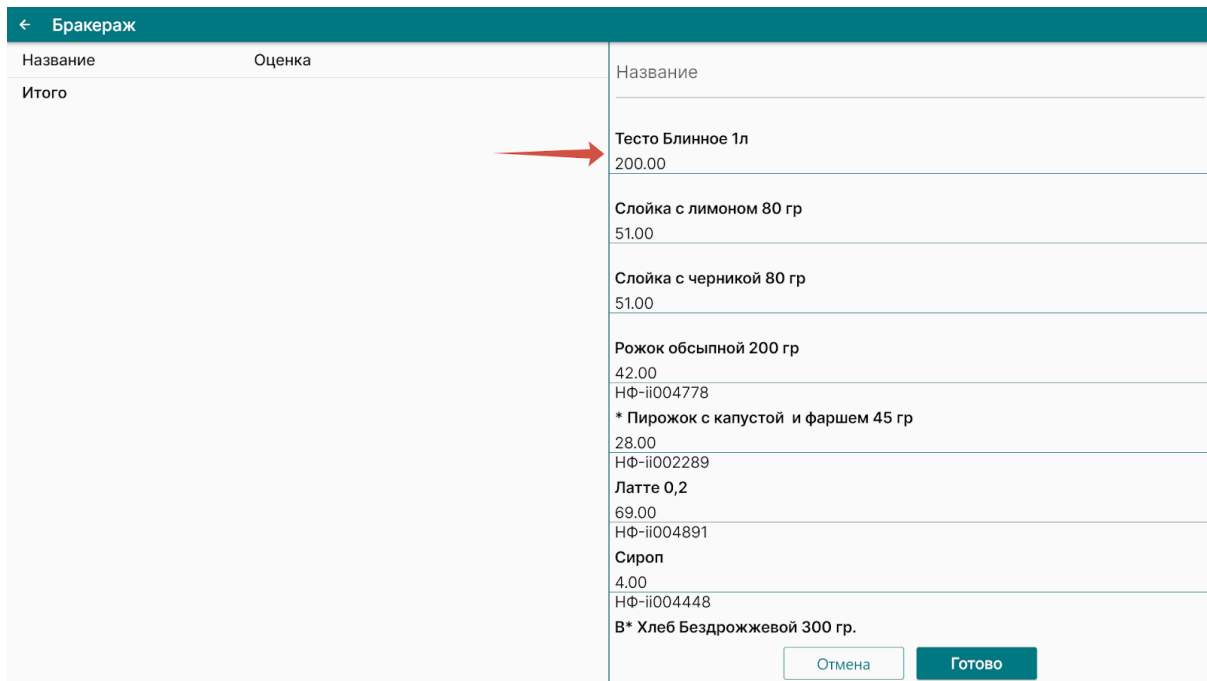 ← Бракераж
Название Оценка
Итого
Название
Тесто Блинное 1л
200.00
Слойка с лимоном 80 гр
51.00
Слойка с черникой 80 гр
51.00
Рожок обсыпной 200 гр
42.00
НФ-ii004778
* Пирожок с капустой и фаршем 45 гр
28.00
НФ-ii002289
Латте 0,2
69.00
НФ-ii004891
Сироп
4.00
НФ-ii004448
В* Хлеб Бездрожжевой 300 гр.
Отмена Готово